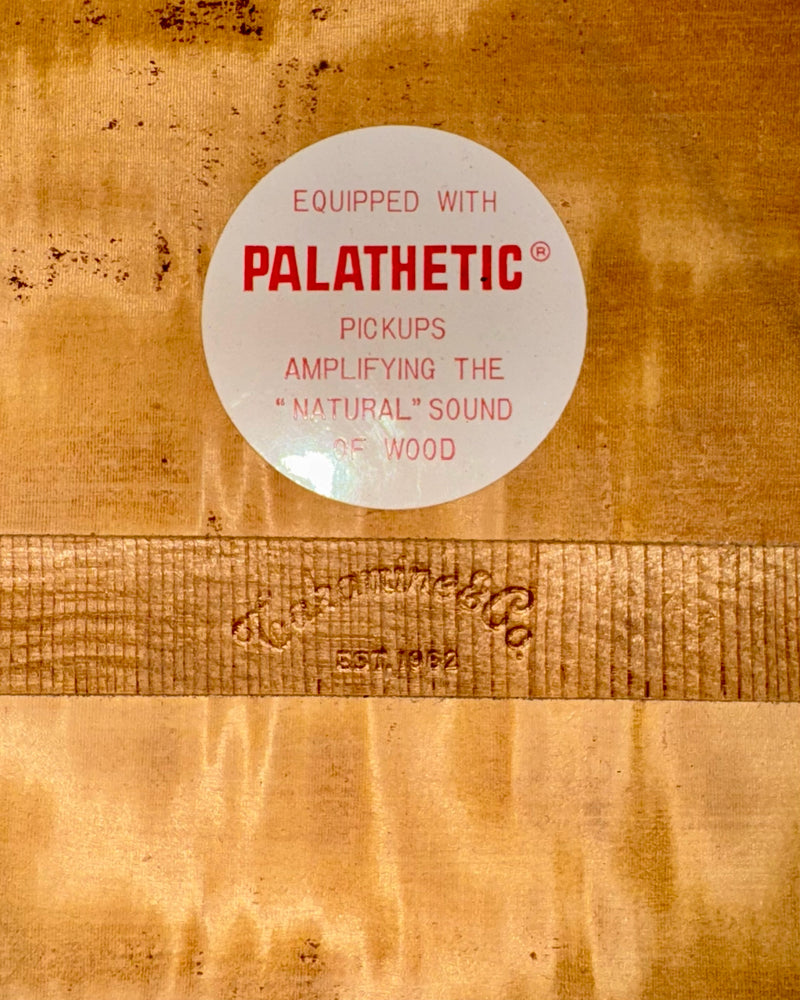 EQUIPPED WITH
PALATHETIC®
PICKUPS
AMPLIFYING THE
“NATURAL” SOUND
OF WOOD
Takamine & Co.
EST. 1962